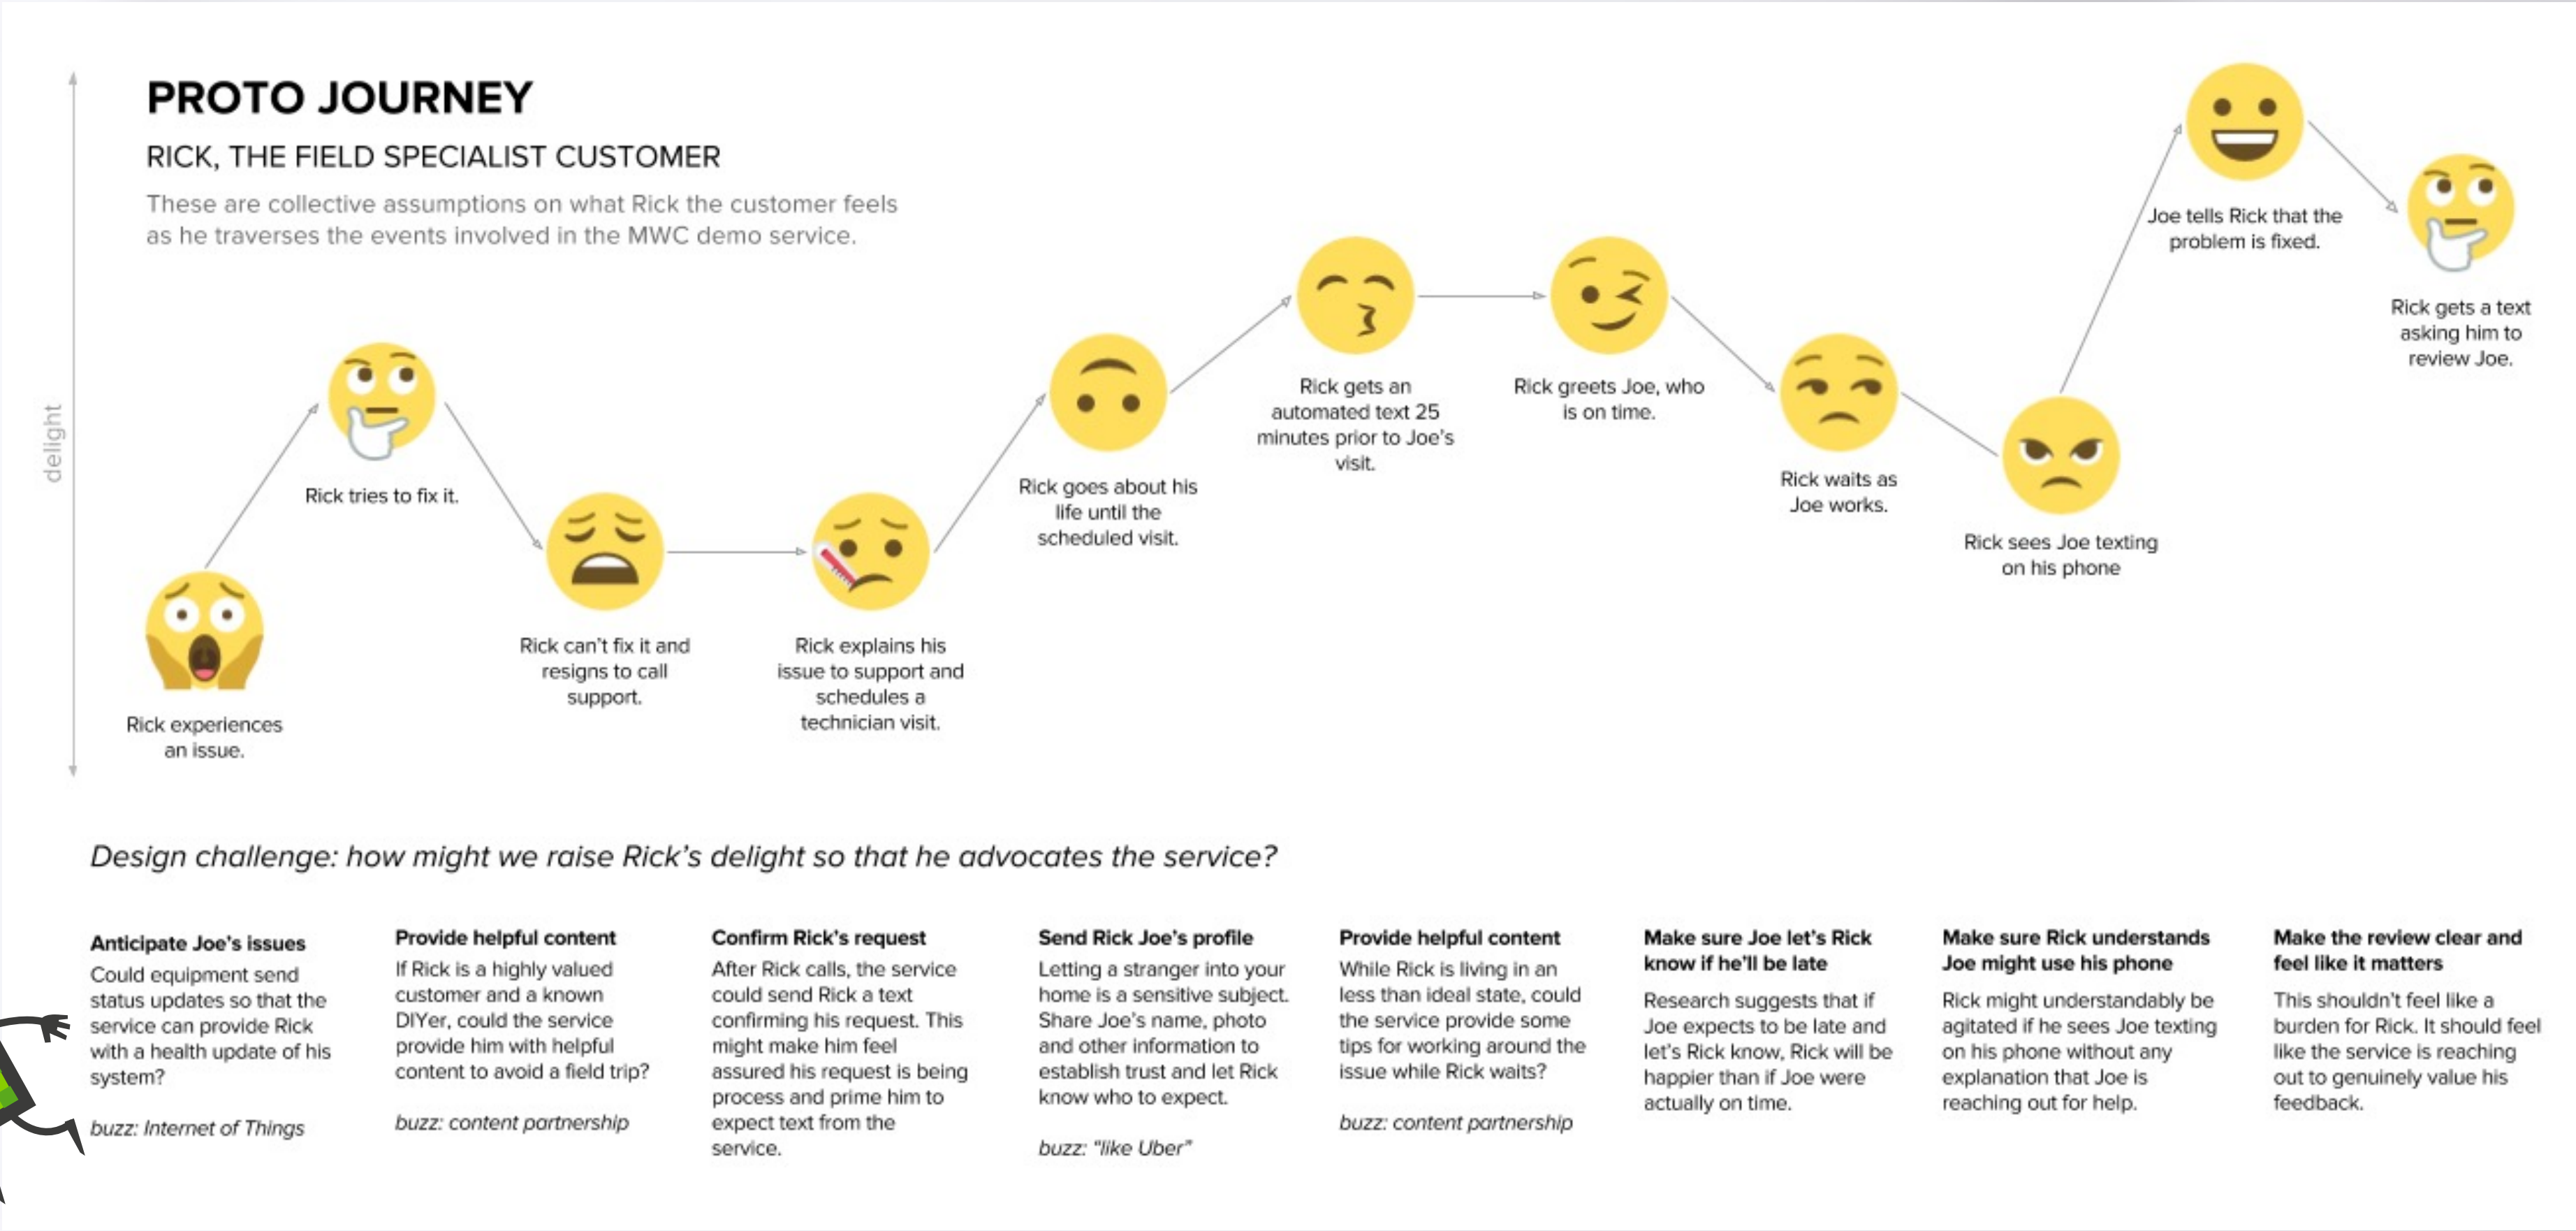 PROTO JOURNEY
RICK, THE FIELD SPECIALIST CUSTOMER
These are collective assumptions on what Rick the customer feels
as he traverses the events involved in the MWC demo service.
delight
Rick experiences
an issue.
Rick tries to fix it.
Rick can't fix it and
resigns to call
support.
Rick explains his
issue to support and
schedules a
technician visit.
Rick goes about his
life until the
scheduled visit.
Rick gets an
automated text 25
minutes prior to Joe's
visit.
Rick greets Joe, who
is on time.
Rick waits as
Joe works.
Rick sees Joe texting
on his phone
Joe tells Rick that the
problem is fixed.
Rick gets a text
asking him to
review Joe.
Design challenge: how might we raise Rick's delight so that he advocates the service?
Anticipate Joe's issues
Could equipment send
status updates so that the
service can provide Rick
with a health update of his
system?
buzz: Internet of Things
Provide helpful content
If Rick is a highly valued
customer and a known
DIYer, could the service
provide him with helpful
content to avoid a field trip?
buzz: content partnership
Confirm Rick's request
After Rick calls, the service
could send Rick a text
confirming his request. This
might make him feel
assured his request is being
process and prime him to
expect text from the
service.
Send Rick Joe's profile
Letting a stranger into your
home is a sensitive subject.
Share Joe's name, photo
and other information to
establish trust and let Rick
know who to expect.
buzz: "like Uber"
Provide helpful content
While Rick is living in an
less than ideal state, could
the service provide some
tips for working around the
issue while Rick waits?
buzz: content partnership
Make sure Joe let's Rick
know if he'll be late
Research suggests that if
Joe expects to be late and
let's Rick know, Rick will be
happier than if Joe were
actually on time.
Make sure Rick understands
Joe might use his phone
Rick might understandably be
agitated if he sees Joe texting
on his phone without any
explanation that Joe is
reaching out for help.
Make the review clear and
feel like it matters
This shouldn't feel like a
burden for Rick. It should feel
like the service is reaching
out to genuinely value his
feedback.